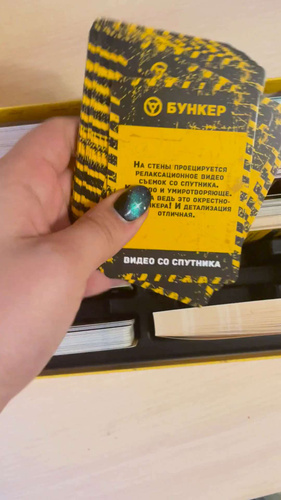 БУНКЕР
На стены проецируется
релаксационное видео
съемок со спутника.
и умиротворяюще.
ведь это окрестно-
! И детализация
отличная.
ВИДЕО СО СПУТНИКА